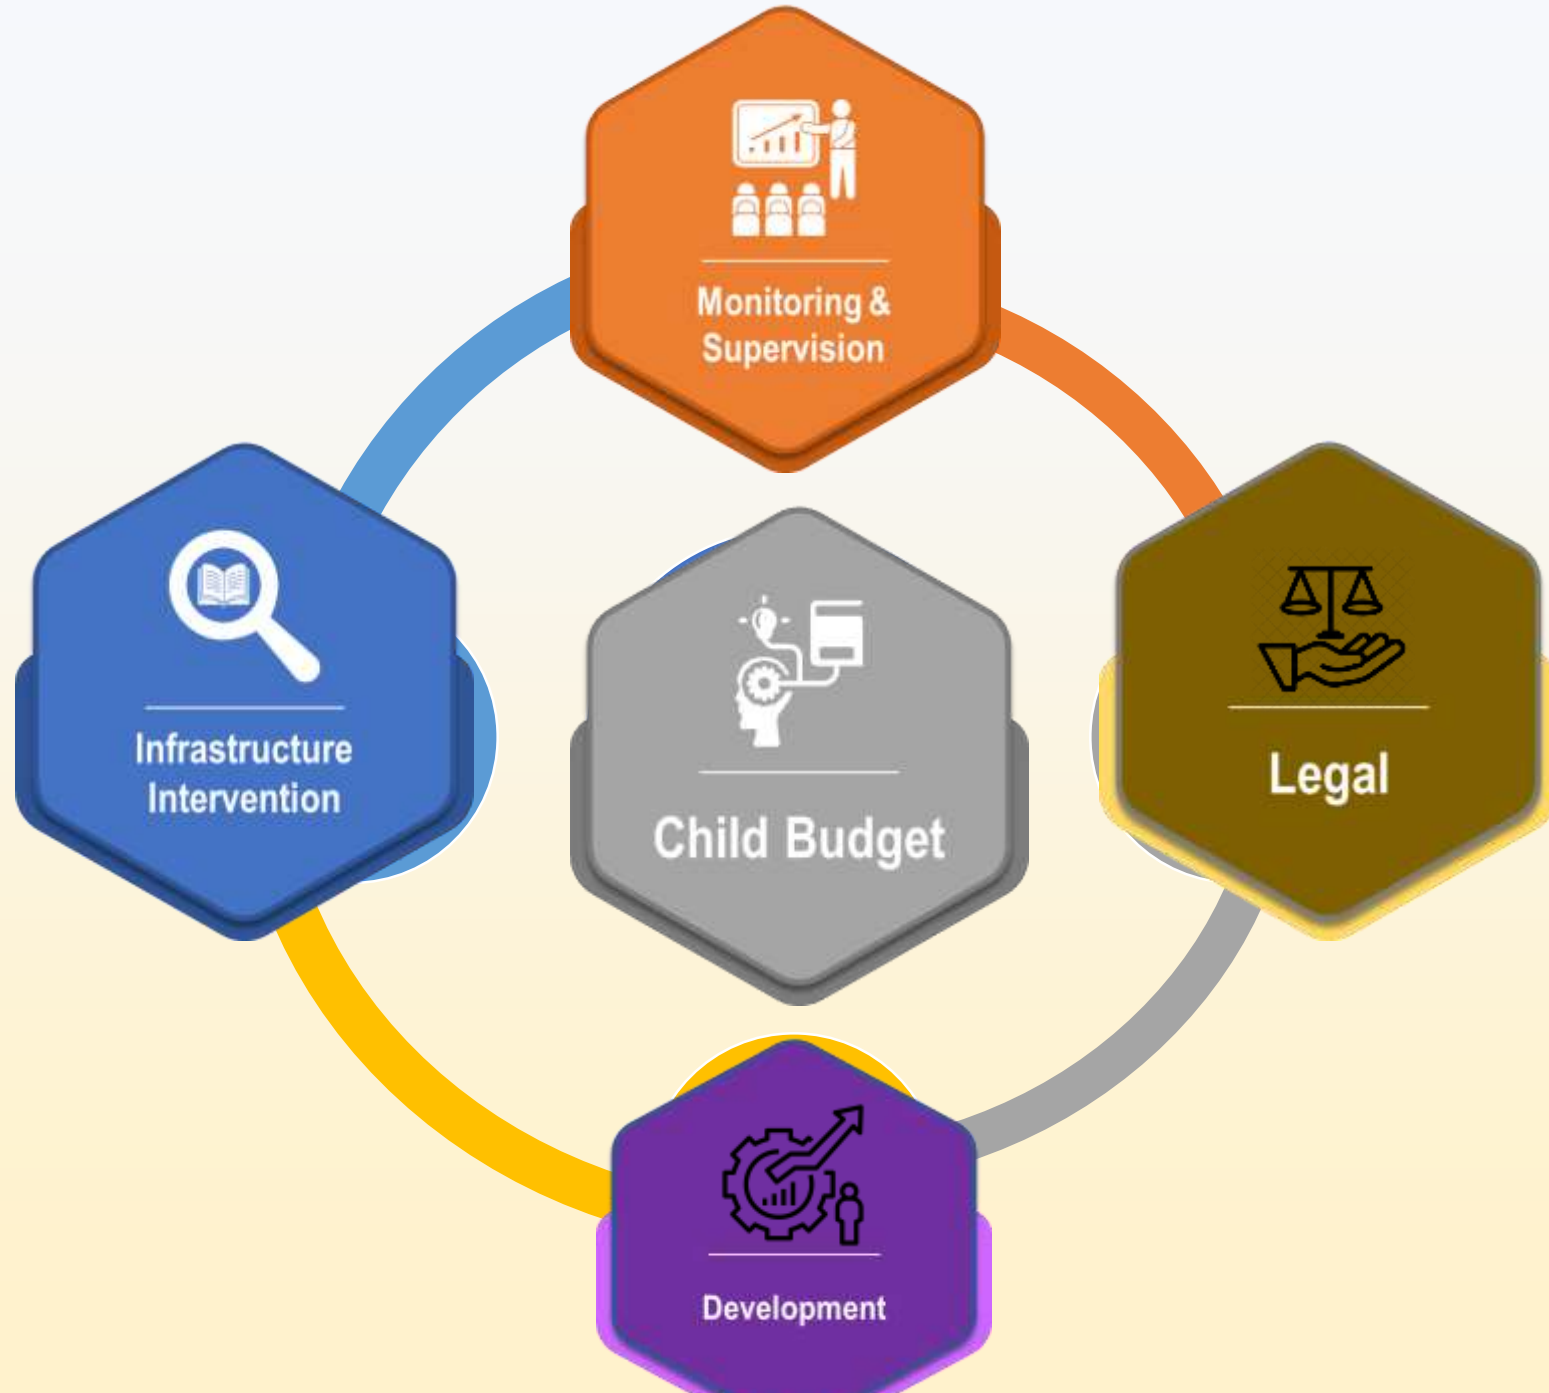 Monitoring &
Supervision
Infrastructure
Intervention
Child Budget
Legal
Development